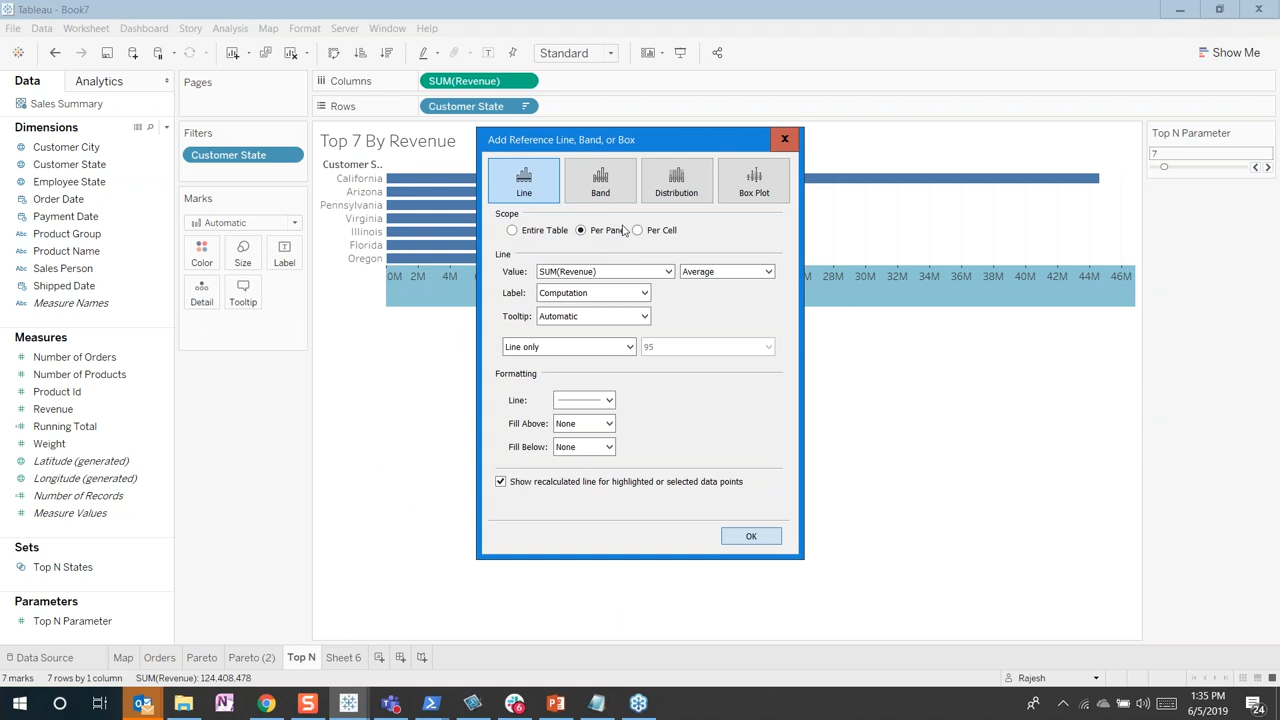 Tableau - Book7
File Data Worksheet Dashboard Story Analysis Map Format Server Window Help
Standard
Show Me
Data Analytics
Sales Summary
Dimensions
Customer City
Customer State
Employee State
Order Date
Payment Date
Abc Product Group
Abc Product Name
Abc Sales Person
Shipped Date
Abc Measure Names
Measures
# Number of Orders
# Number of Products
# Product Id
# Revenue
# Running Total
# Weight
Latitude (generated)
Longitude (generated)
Number of Records
# Measure Values
Sets
Top N States
Parameters
# Top N Parameter
Pages
Filters
Customer State
Marks
Automatic
Color Size Label
Detail Tooltip
Columns SUM(Revenue)
Rows Customer State
Top 7 By Revenue
Customer S..
California
Arizona
Pennsylvania
Virginia
Illinois
Florida
Oregon
0M 2M 4M
28M 30M 32M 34M 36M 38M 40M 42M 44M 46M
Top N Parameter
7
Add Reference Line, Band, or Box
Line Band Distribution Box Plot
Scope
Entire Table Per Pane Per Cell
Line
Value: SUM(Revenue) Average
Label: Computation
Tooltip: Automatic
Line only 95
Formatting
Line:
Fill Above: None
Fill Below: None
Show recalculated line for highlighted or selected data points
OK
Data Source Map Orders Pareto Pareto (2) Top N Sheet 6
7 marks 7 rows by 1 column SUM(Revenue): 124,408,478
Rajesh
1:35 PM
6/5/2019
24